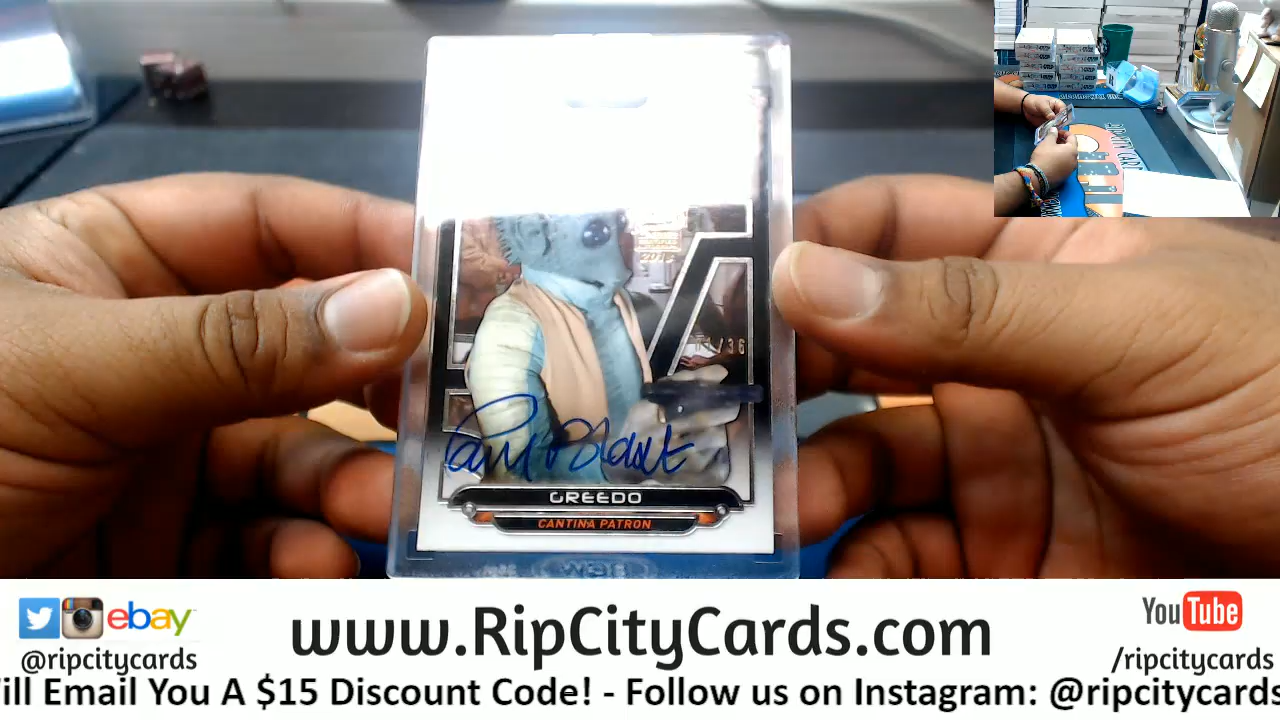 GREEDO
CANTINA PATRON
ebay
@ripcitycards
www.RipCityCards.com
YouTube
/ripcitycards
ill Email You A $15 Discount Code! - Follow us on Instagram: @ripcitycards